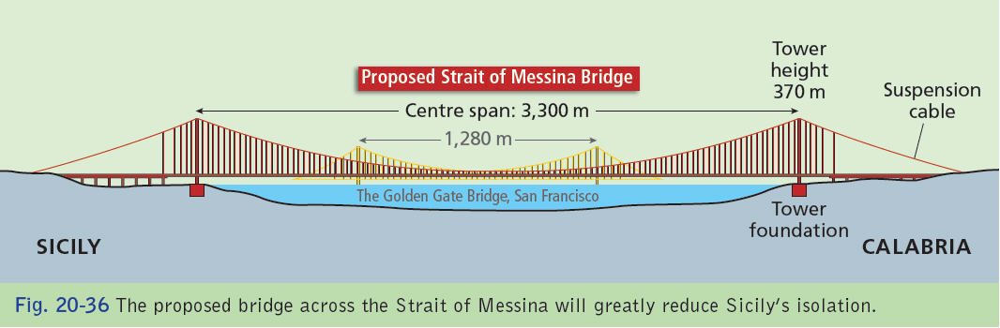 Proposed Strait of Messina Bridge
Tower
height
370 m
Suspension
cable
Centre span: 3,300 m
1,280 m
The Golden Gate Bridge, San Francisco
Tower
foundation
SICILY
CALABRIA
Fig. 20-36 The proposed bridge across the Strait of Messina will greatly reduce Sicily's isolation.